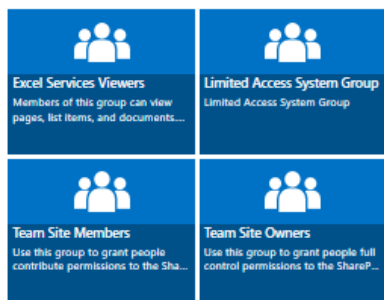 Excel Services Viewers
Members of this group can view
pages, list items, and documents....
Limited Access System Group
Limited Access System Group
Team Site Members
Use this group to grant people
contribute permissions to the Sha...
Team Site Owners
Use this group to grant people full
control permissions to the ShareP...